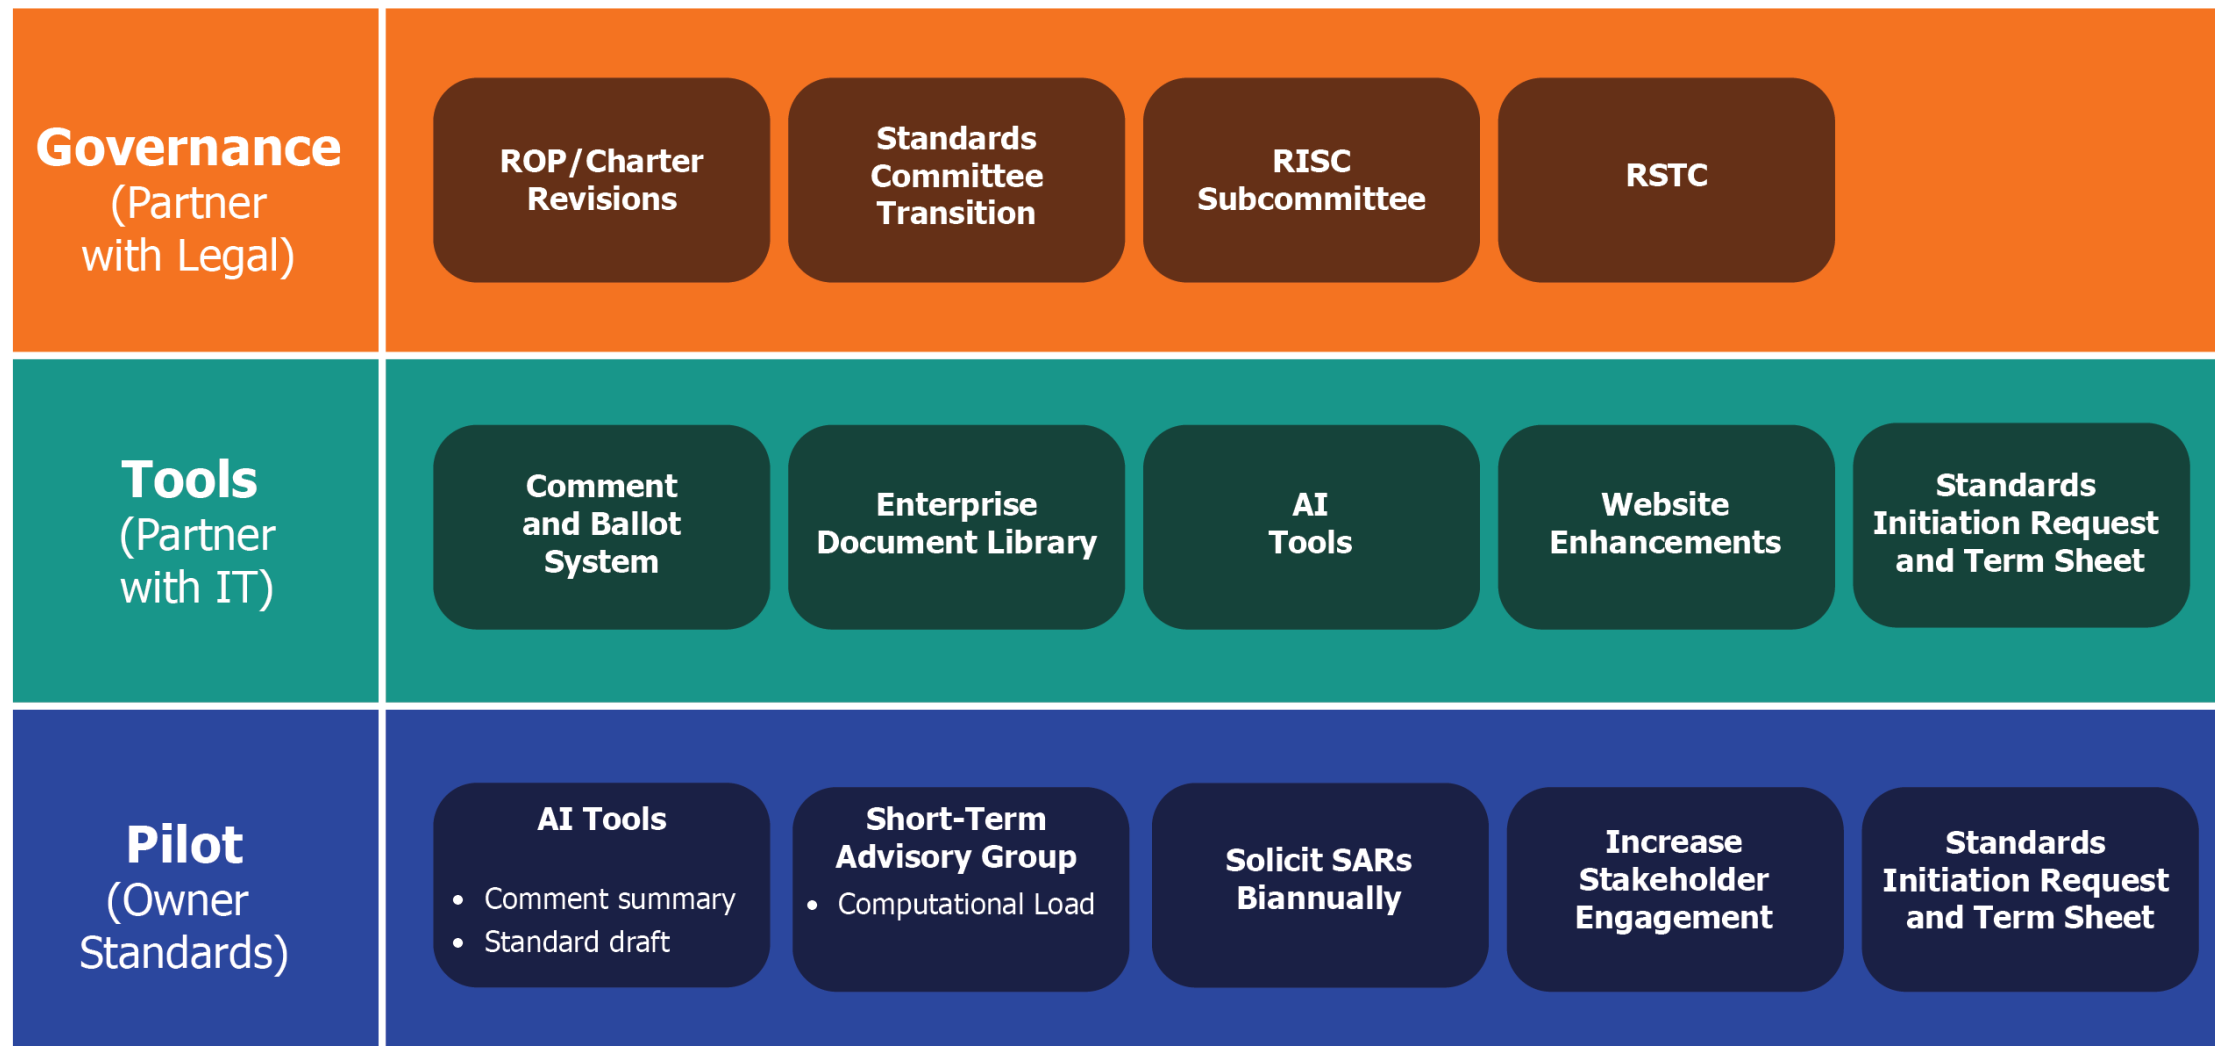 Governance
(Partner
with Legal)
ROP/Charter
Revisions
Standards
Committee
Transition
RISC
Subcommittee
RSTC
Tools
(Partner
with IT)
Comment
and Ballot
System
Enterprise
Document Library
AI
Tools
Website
Enhancements
Standards
Initiation Request
and Term Sheet
Pilot
(Owner
Standards)
AI Tools
• Comment summary
• Standard draft
Short-Term
Advisory Group
• Computational Load
Solicit SARs
Biannually
Increase
Stakeholder
Engagement
Standards
Initiation Request
and Term Sheet